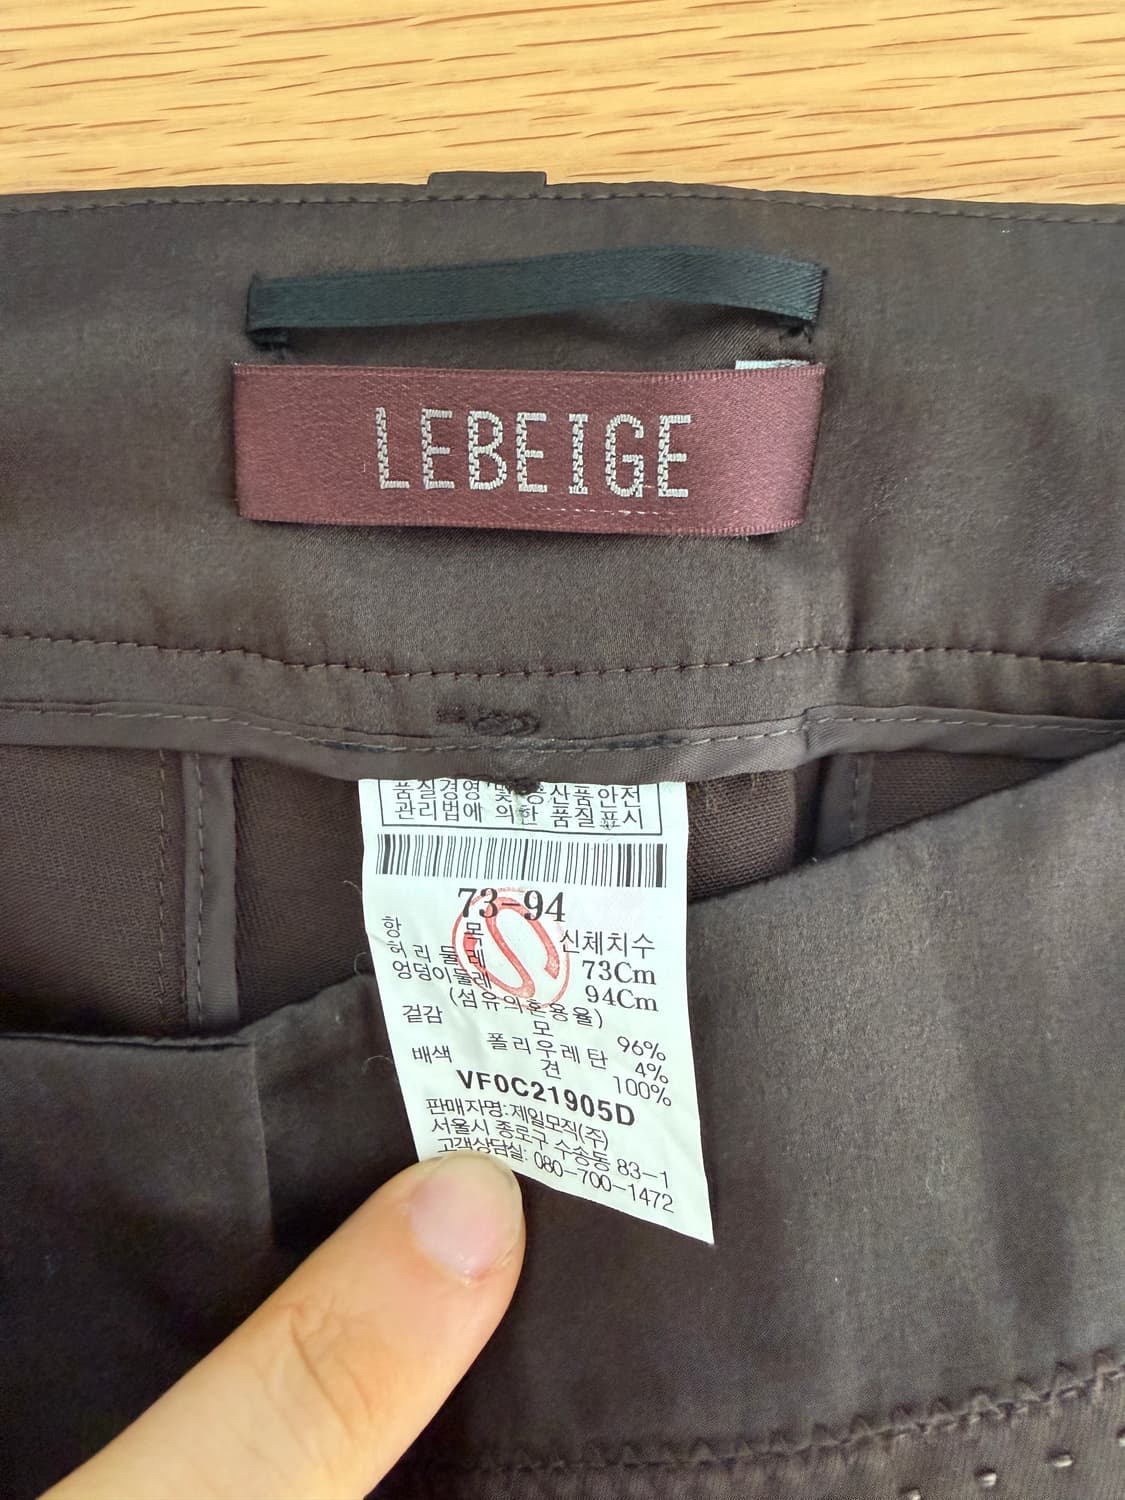 LEBEIGE
품질경영 및 공산품안전
관리법에 의한 품질표시
73-94
항 목 신체치수
허리둘레 73Cm
엉덩이둘레 94Cm
(섬유의혼용율)
겉감 모 96%
폴리우레탄 4%
배색 견 100%
VF0C21905D
판매자명:제일모직(주)
서울시 종로구 수송동 83-1
고객상담실: 080-700-1472